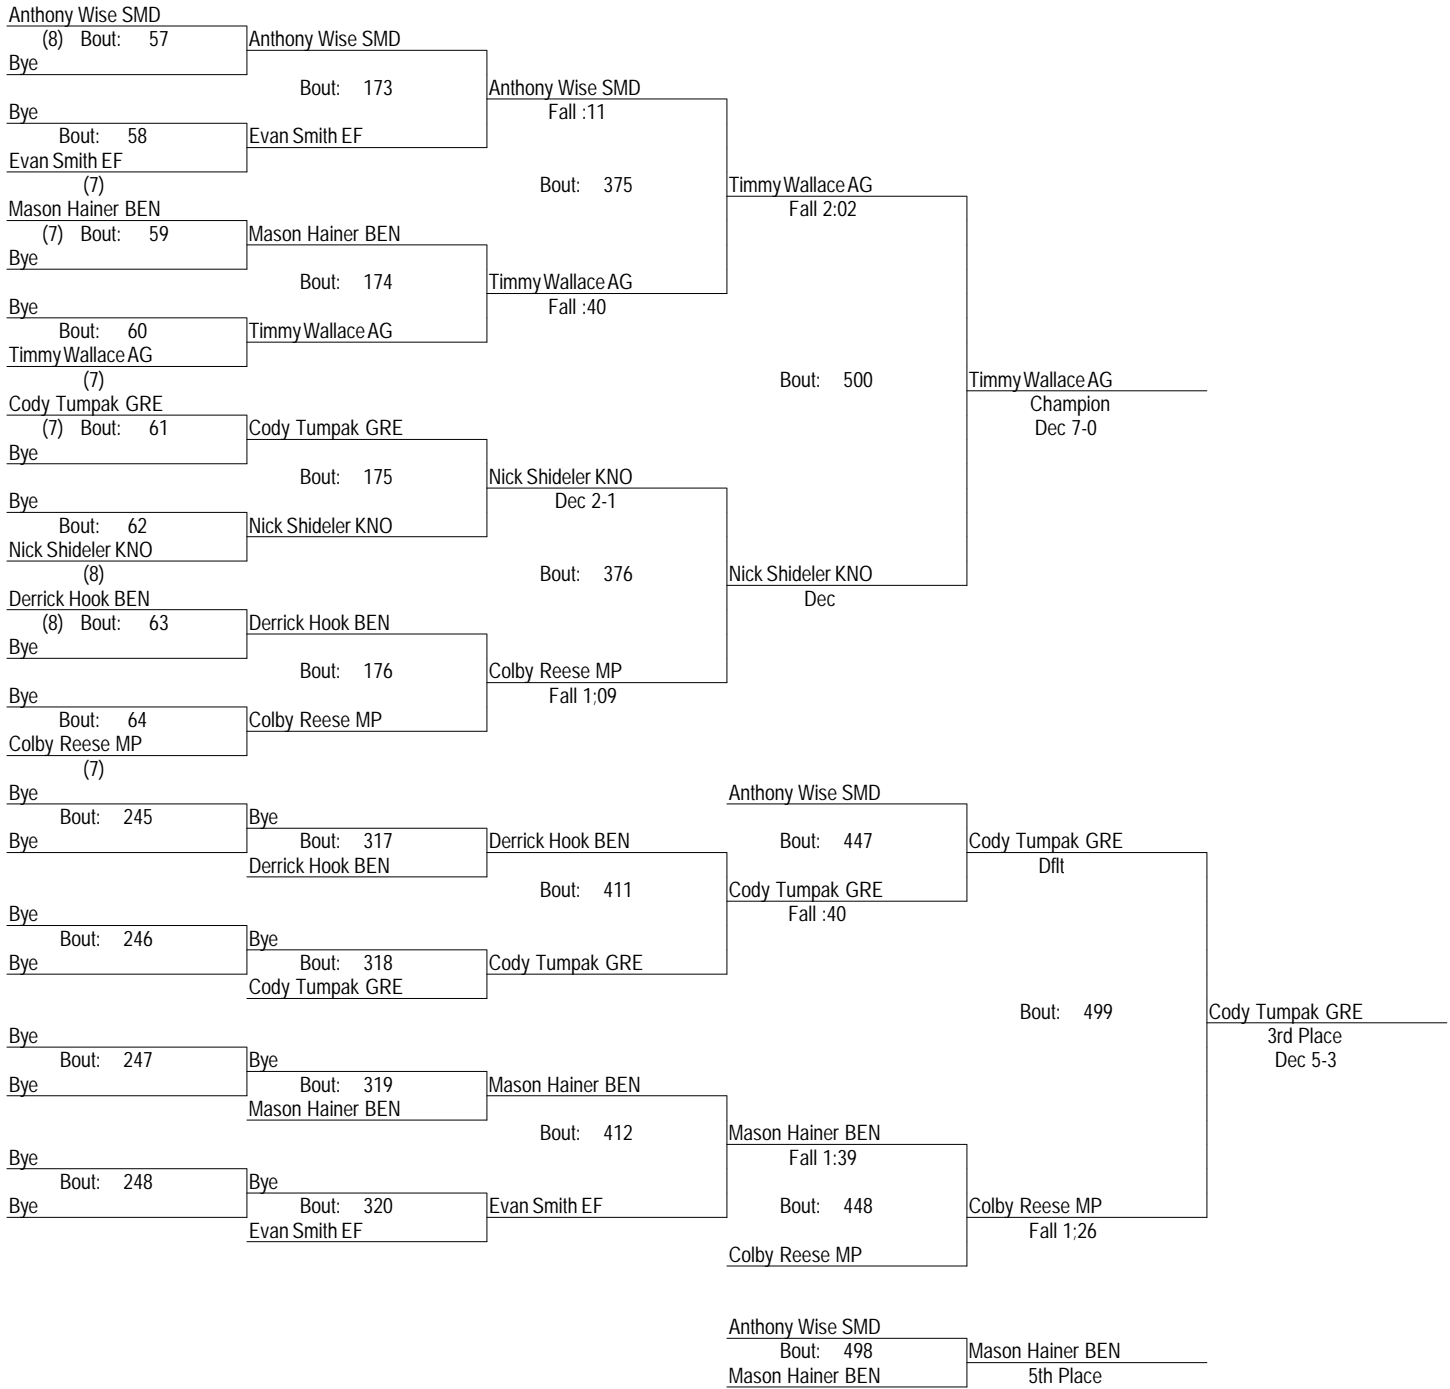 Anthony Wise SMD
(8) Bout: 57 Anthony Wise SMD
Bye
Bout: 173 Anthony Wise SMD
Bye Fall :11
Bout: 58 Evan Smith EF
Evan Smith EF
(7) Bout: 375 Timmy Wallace AG
Mason Hainer BEN Fall 2:02
(7) Bout: 59 Mason Hainer BEN
Bye
Bout: 174 Timmy Wallace AG
Bye Fall :40
Bout: 60 Timmy Wallace AG
Timmy Wallace AG
(7) Bout: 500 Timmy Wallace AG
Cody Tumpak GRE Champion
(7) Bout: 61 Cody Tumpak GRE Dec 7-0
Bye
Bout: 175 Nick Shideler KNO
Bye Dec 2-1
Bout: 62 Nick Shideler KNO
Nick Shideler KNO
(8) Bout: 376 Nick Shideler KNO
Derrick Hook BEN Dec
(8) Bout: 63 Derrick Hook BEN
Bye
Bout: 176 Colby Reese MP
Bye Fall 1;09
Bout: 64 Colby Reese MP
Colby Reese MP
(7)
Bye Anthony Wise SMD
Bout: 245 Bye
Bye Bout: 317 Derrick Hook BEN Bout: 447 Cody Tumpak GRE
Derrick Hook BEN Dflt
Bout: 411 Cody Tumpak GRE
Bye Fall :40
Bout: 246 Bye
Bye Bout: 318 Cody Tumpak GRE
Cody Tumpak GRE
Bout: 499 Cody Tumpak GRE
Bye 3rd Place
Bout: 247 Bye Dec 5-3
Bye Bout: 319 Mason Hainer BEN
Mason Hainer BEN
Bout: 412 Mason Hainer BEN
Bye Fall 1:39
Bout: 248 Bye
Bye Bout: 320 Evan Smith EF Bout: 448 Colby Reese MP
Evan Smith EF Fall 1;26
Colby Reese MP
Anthony Wise SMD
Bout: 498 Mason Hainer BEN
Mason Hainer BEN 5th Place